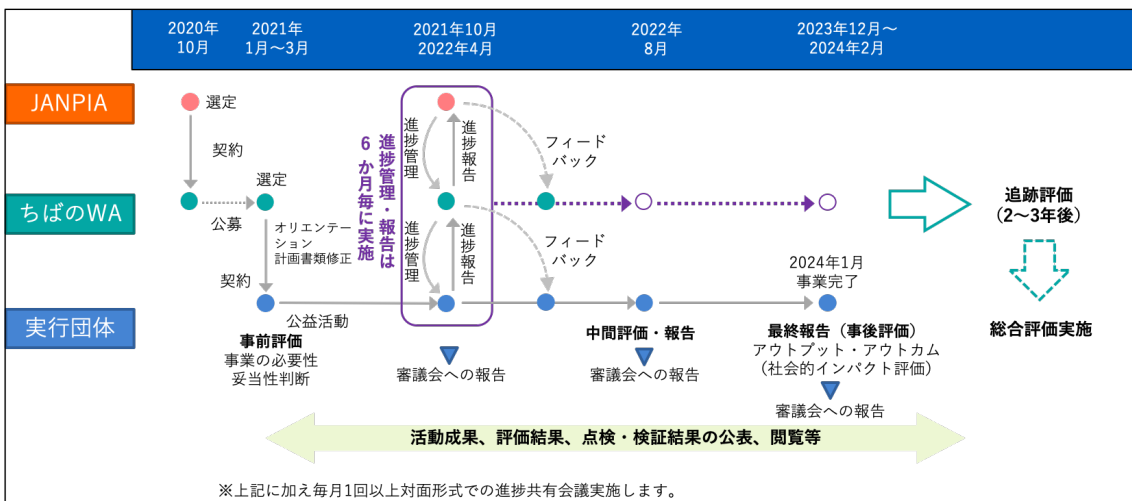 2020年
10月
2021年
1月～3月
2021年10月
2022年4月
2022年
8月
2023年12月～
2024年2月
JANPIA
選定
契約
進捗管理・報告は
6か月毎に実施
進捗管理
進捗報告
フィード
バック
ちばのWA
公募
選定
オリエンテー
ション
計画書類修正
契約
進捗管理
進捗報告
フィード
バック
追跡評価
(2～3年後)
2024年1月
事業完了
実行団体
公益活動
事前評価
事業の必要性
妥当性判断
審議会への報告
中間評価・報告
審議会への報告
最終報告（事後評価）
アウトプット・アウトカム
（社会的インパクト評価）
審議会への報告
総合評価実施
活動成果、評価結果、点検・検証結果の公表、閲覧等
※上記に加え毎月1回以上対面形式での進捗共有会議実施します。